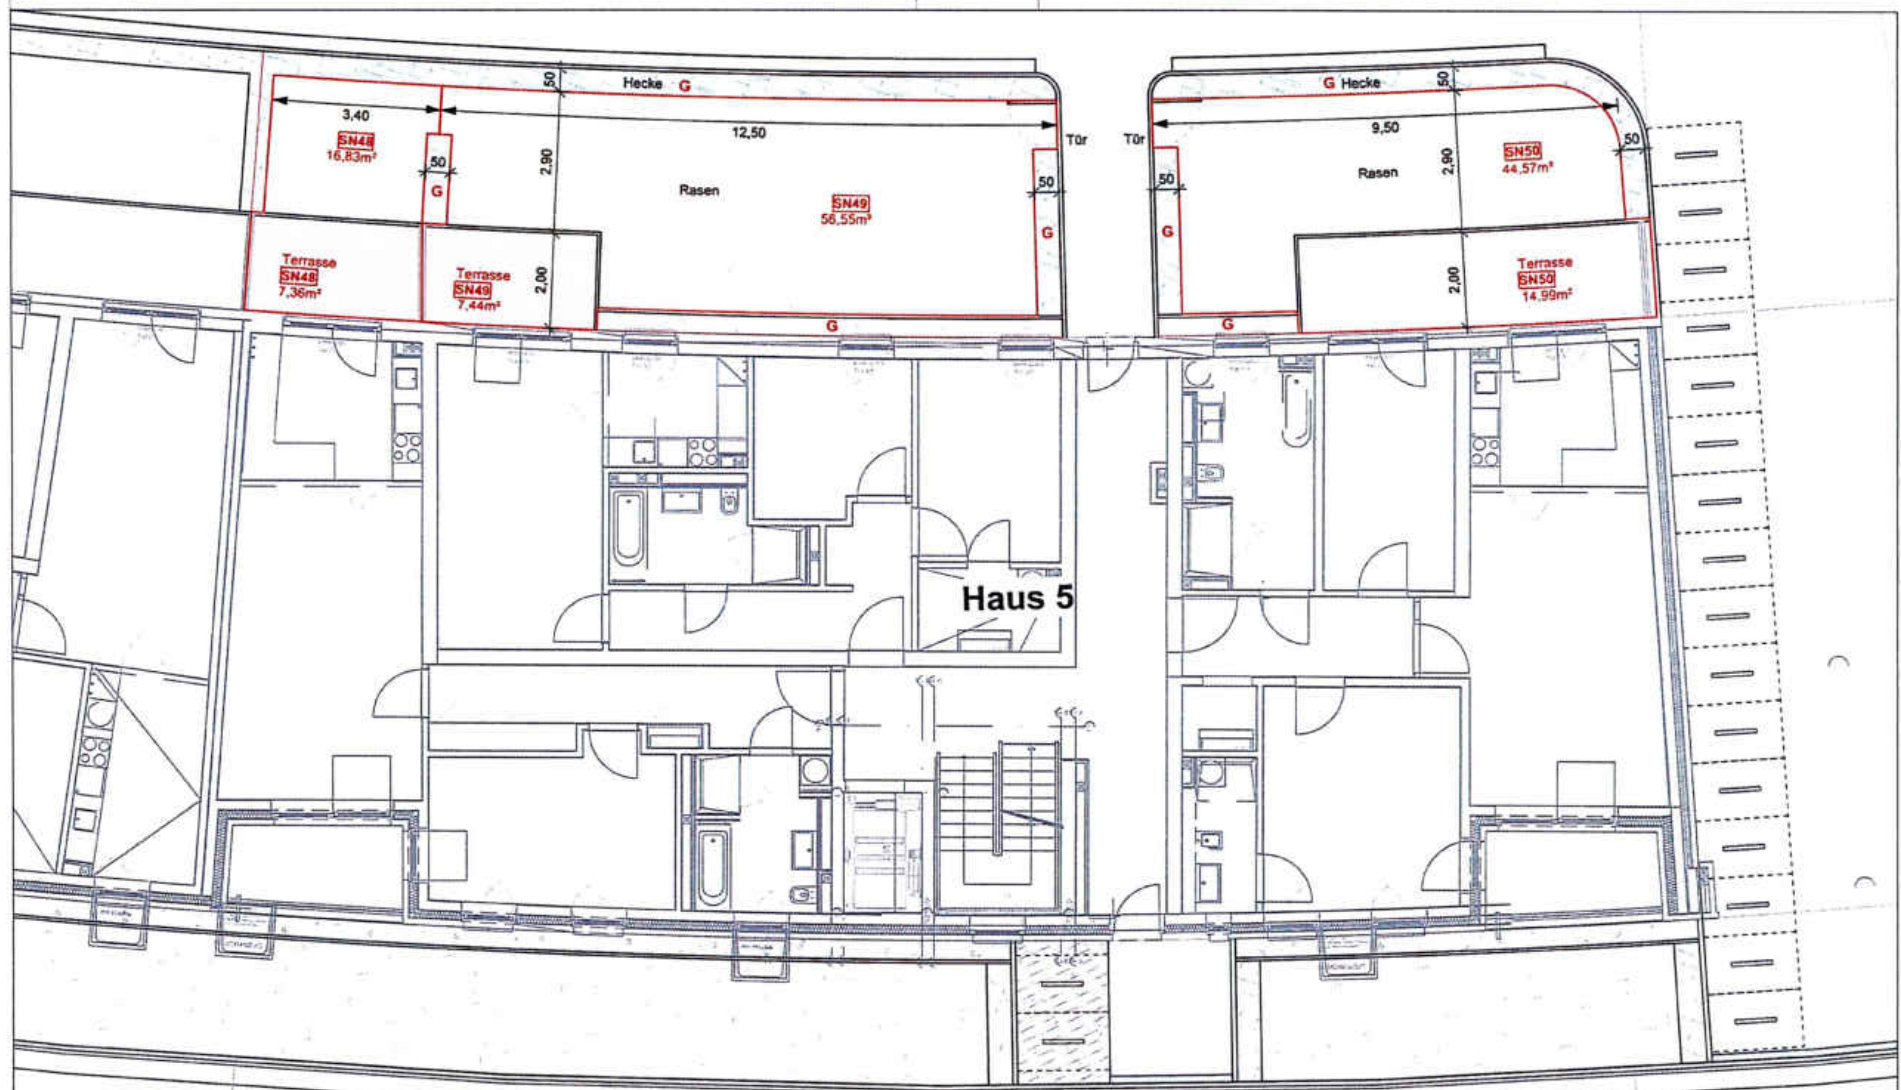 50
Hecke G
G Hecke
50
3,40
12,50
9,50
SN48
16,83m²
50
G
2,90
Rasen
SN49
56,55m²
50
G
Tür
Tür
50
G
Rasen
2,90
SN50
44,57m²
50
Terrasse
SN48
7,36m²
Terrasse
SN49
7,44m²
2,00
G
G
2,00
Terrasse
SN50
14,99m²
Haus 5